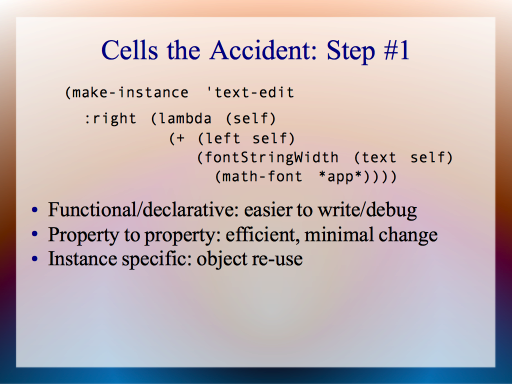 Cells the Accident: Step #1
(make-instance 'text-edit
:right (lambda (self)
(+ (left self)
(fontStringWidth (text self)
(math-font *app*))))
• Functional/declarative: easier to write/debug
• Property to property: efficient, minimal change
• Instance specific: object re-use